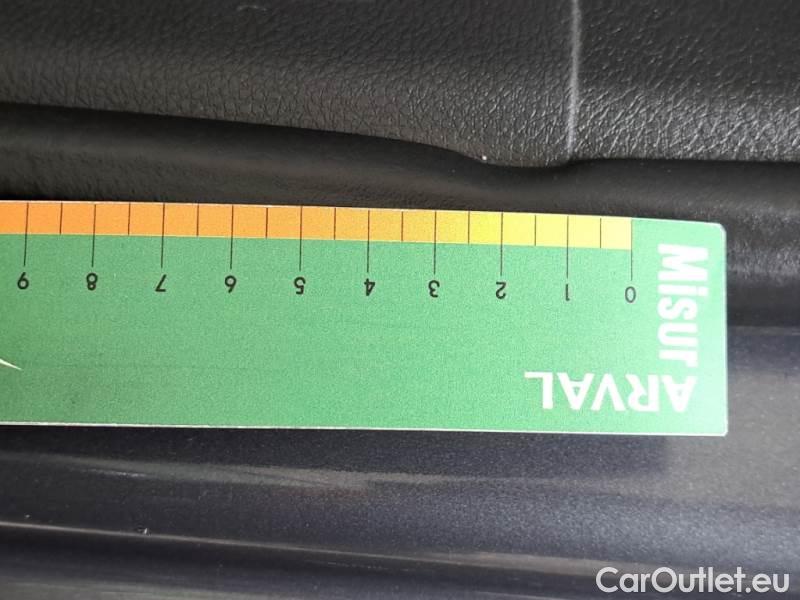 Misur
ARVAL
0 1 2 3 4 5 6 7 8 9
CarOutlet.eu